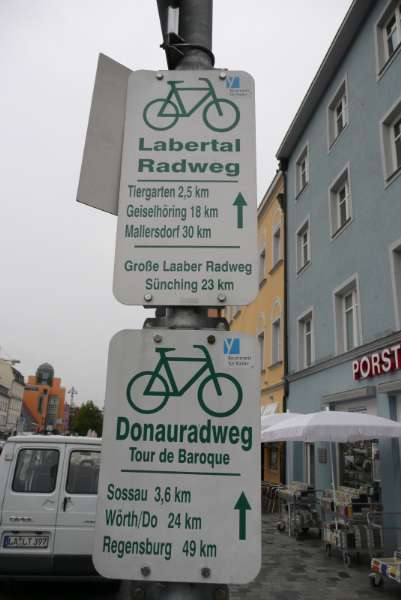 Labertal
Radweg
Tiergarten 2,5 km
Geiselhöring 18 km
Mallersdorf 30 km
Große Laaber Radweg
Sünching 23 km
Donauradweg
Tour de Baroque
Sossau 3,6 km
Wörth/Do 24 km
Regensburg 49 km
PORST